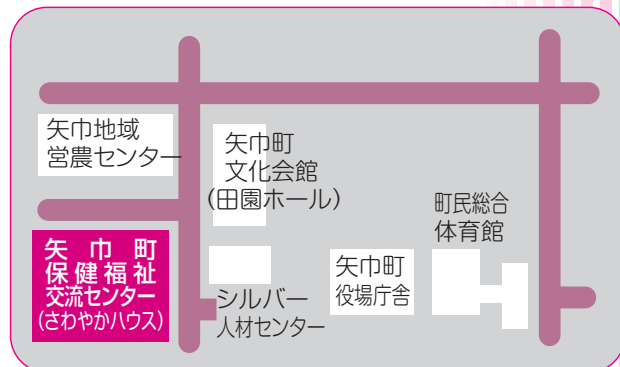 矢巾地域
営農センター
矢巾町
文化会館
(田園ホール)
町民総合
体育館
矢巾町
保健福祉
交流センター
(さわやかハウス)
シルバー
人材センター
矢巾町
役場庁舎